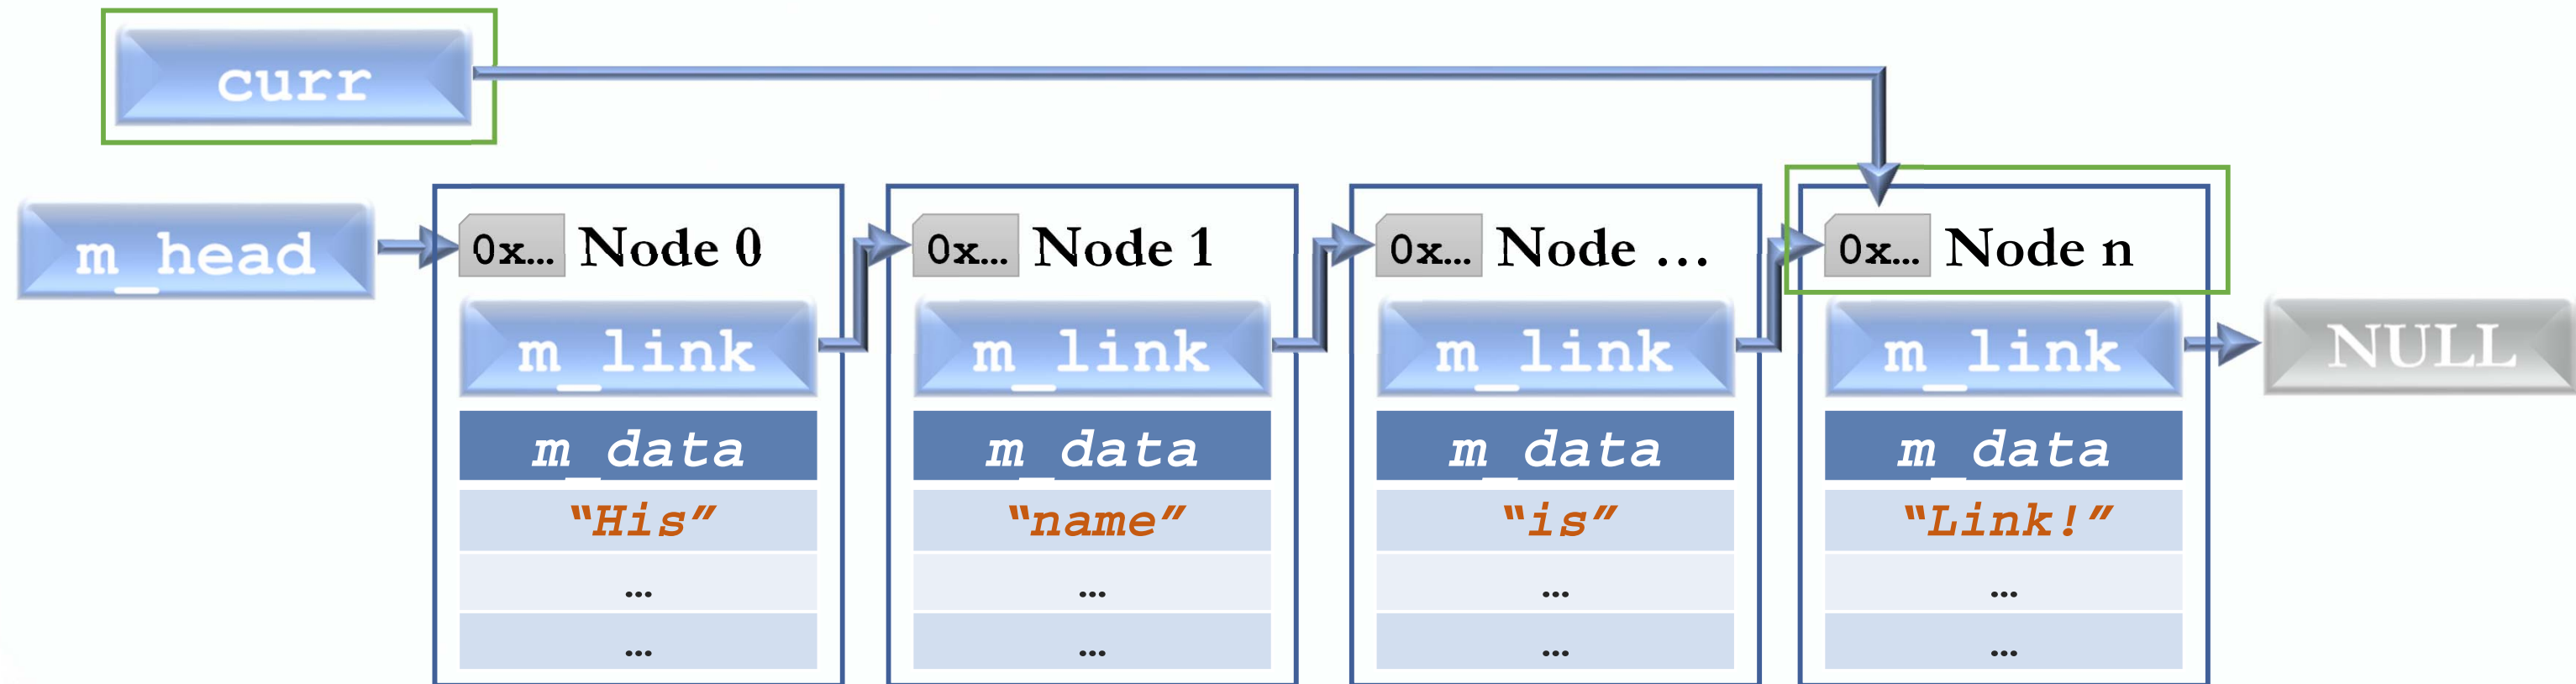 curr
m_head
0x… Node 0
0x… Node 1
0x… Node …
0x… Node n
m_link
m_link
m_link
m_link
NULL
m_data
m_data
m_data
m_data
“His”
“name”
“is”
“Link!”
…
…
…
…
…
…
…
…